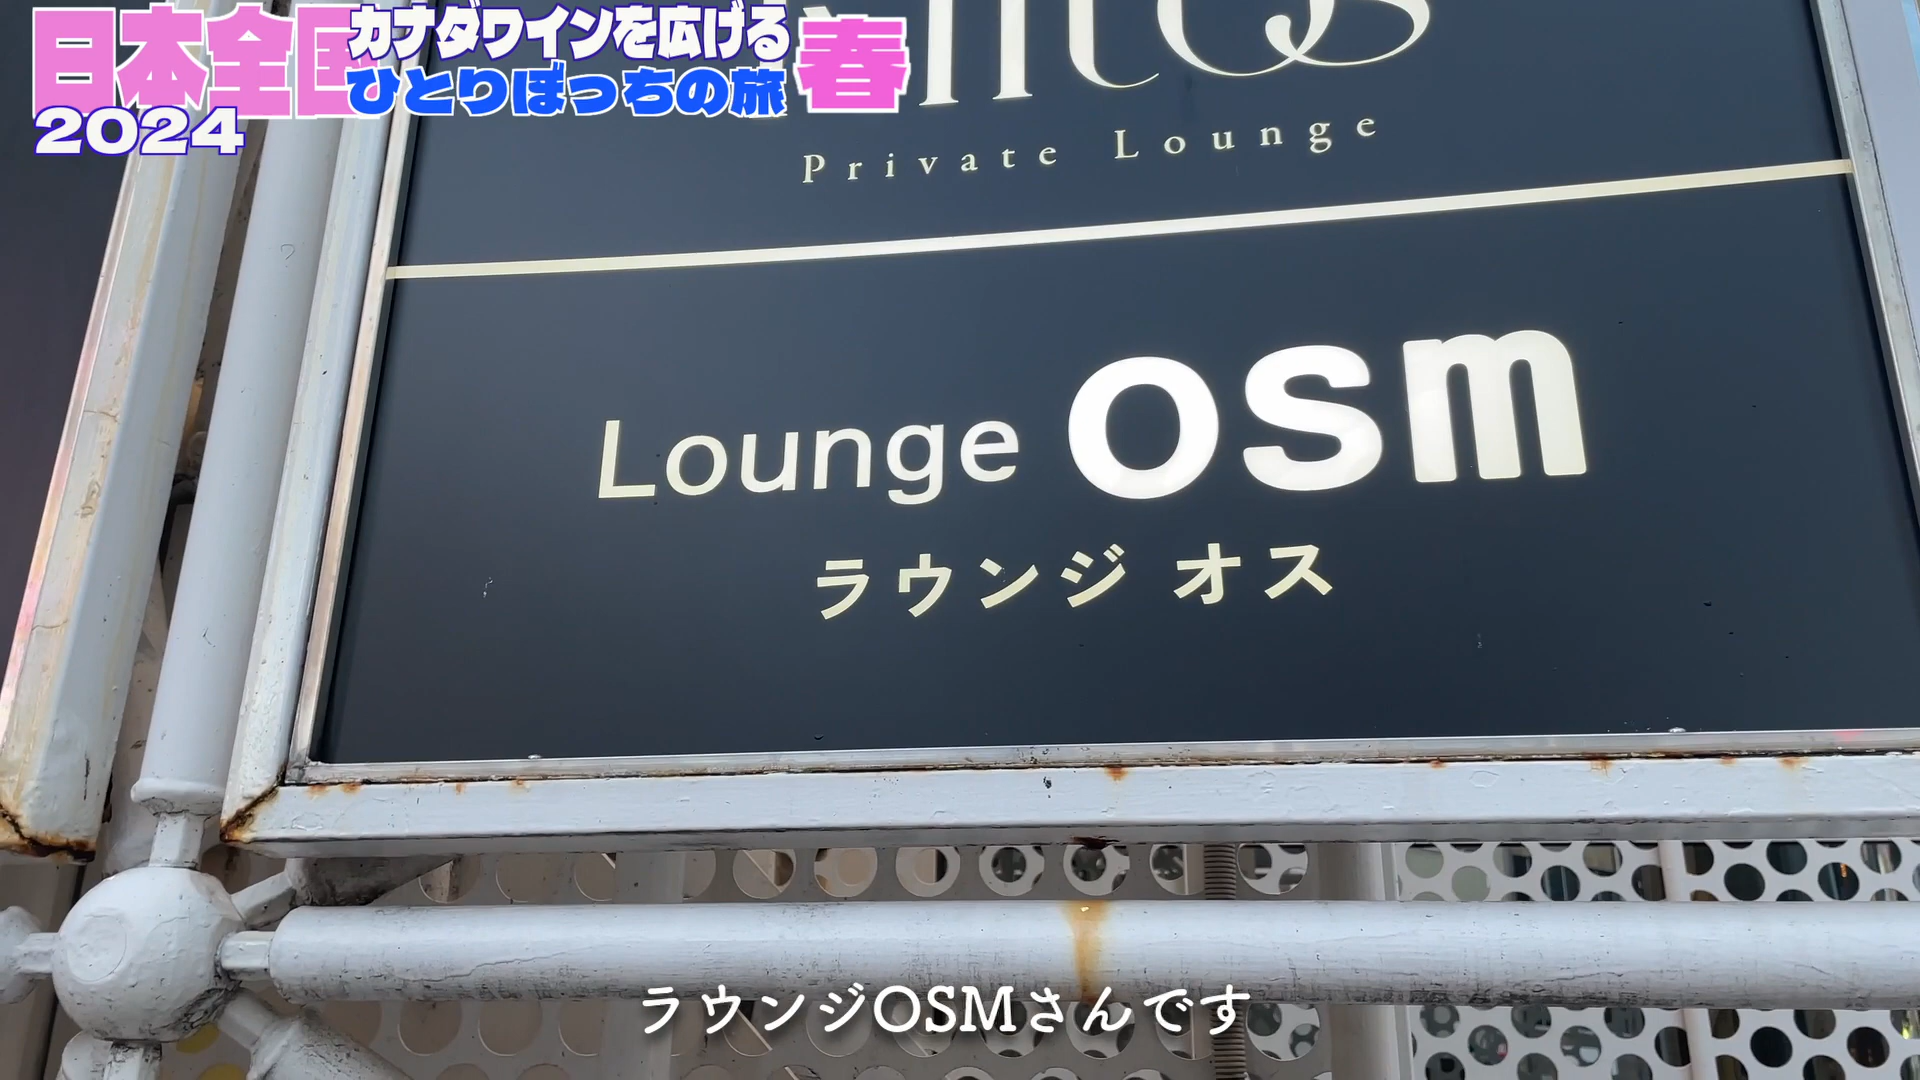 日本全国
カナダワインを広げる
ひとりぼっちの旅
春
2024
Private Lounge
Lounge osm
ラウンジ オス
ラウンジOSMさんです